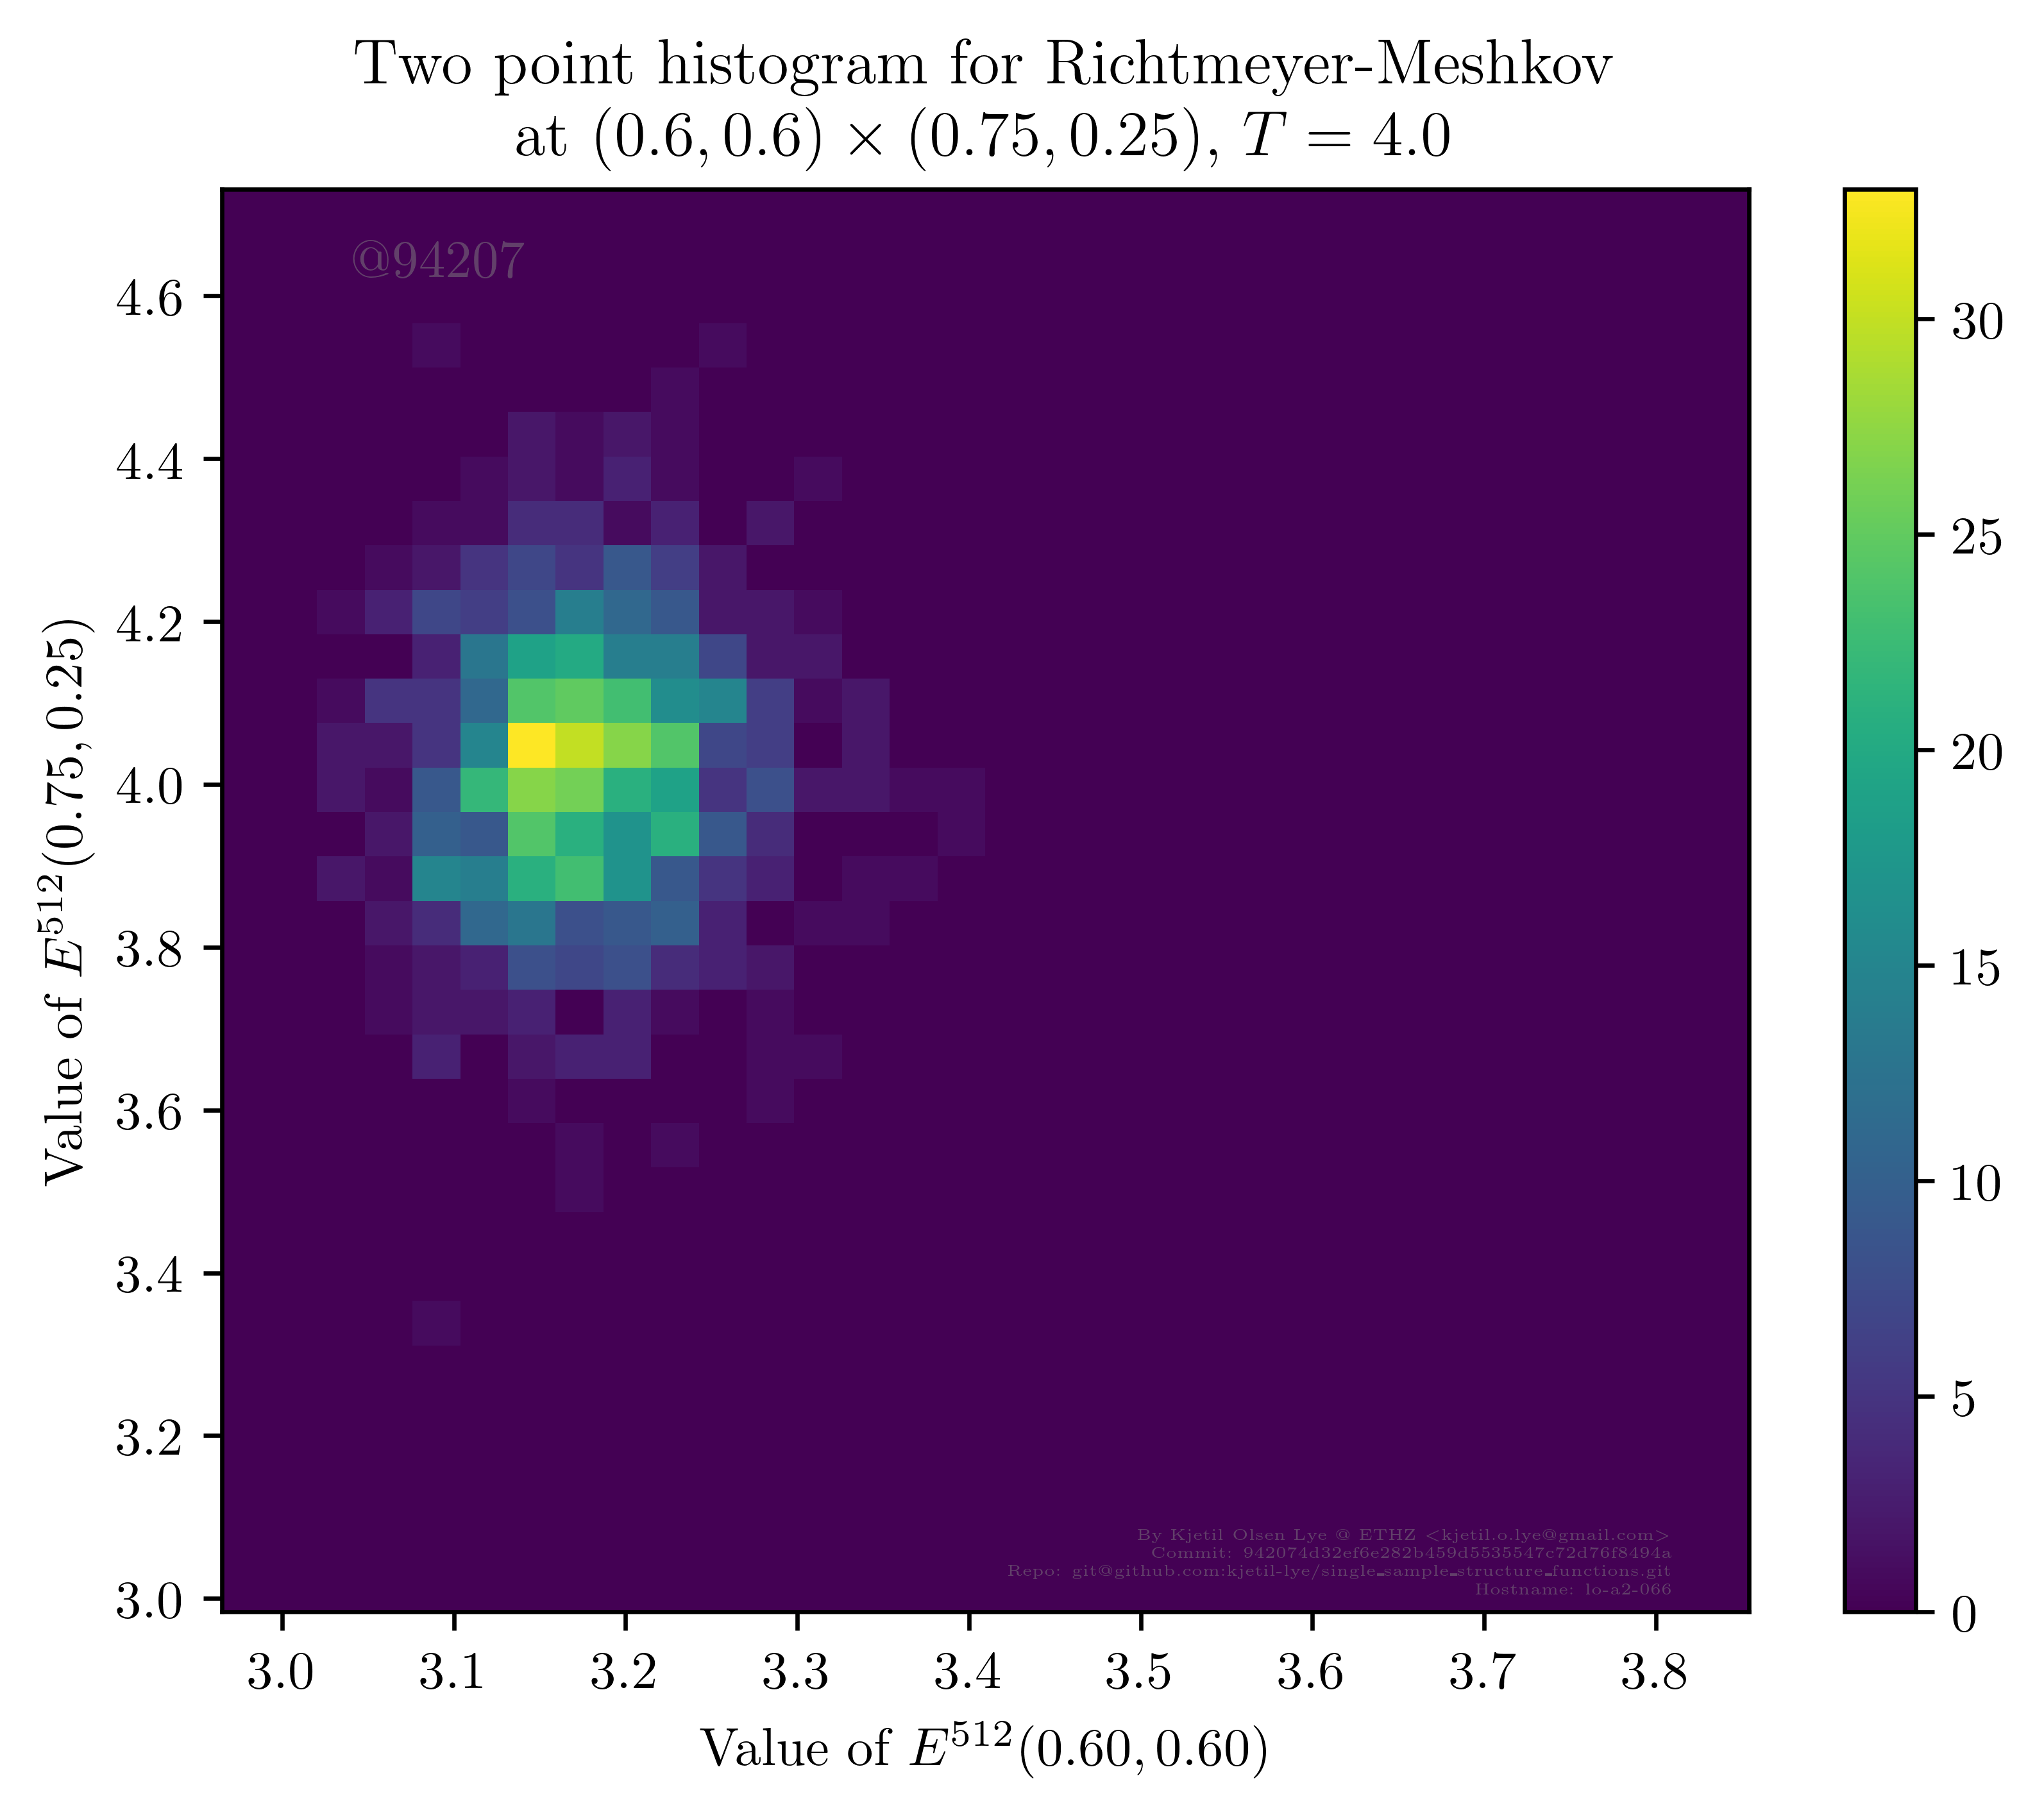 Two point histogram for Richtmeyer-Meshkov
at (0.6, 0.6) × (0.75, 0.25), T = 4.0
@94207
4.6
4.4
4.2
4.0
3.8
3.6
3.4
3.2
3.0
Value of E^512(0.75, 0.25)
3.0 3.1 3.2 3.3 3.4 3.5 3.6 3.7 3.8
Value of E^512(0.60, 0.60)
30
25
20
15
10
5
0
By Kjetil Olsen Lye @ ETHZ <kjetil.o.lye@gmail.com>
Commit: 942074d32ef6e282b459d5535547c72d76f8494a
Repo: git@github.com:kjetil-lye/single_sample_structure_functions.git
Hostname: lo-a2-066